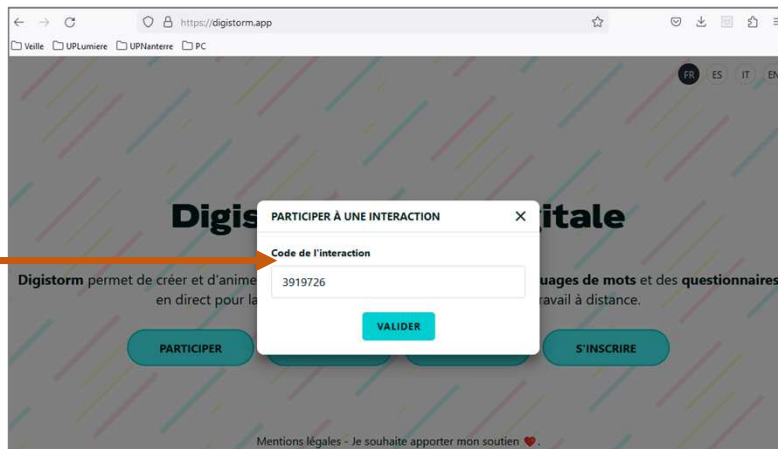 https://digistorm.app
Veille UPLumiere UPNanterre PC
FR ES IT EN
Digis itale
PARTICIPER À UNE INTERACTION
Code de l'interaction
3919726
VALIDER
Digistorm permet de créer et d'anime uages de mots et des questionnaires
en direct pour la ravail à distance.
PARTICIPER S'INSCRIRE
Mentions légales - Je souhaite apporter mon soutien ❤.